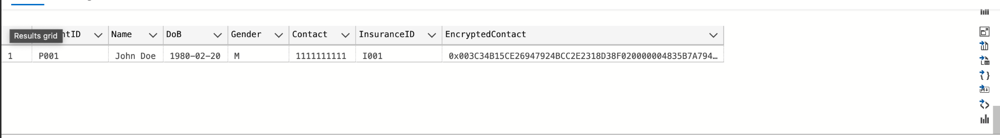 Results grid
ntID Name DoB Gender Contact InsuranceID EncryptedContact
1 P001 John Doe 1980-02-20 M 1111111111 I001 0x003C34B15CE26947924BCC2E2318D38F020000004835B7A794…